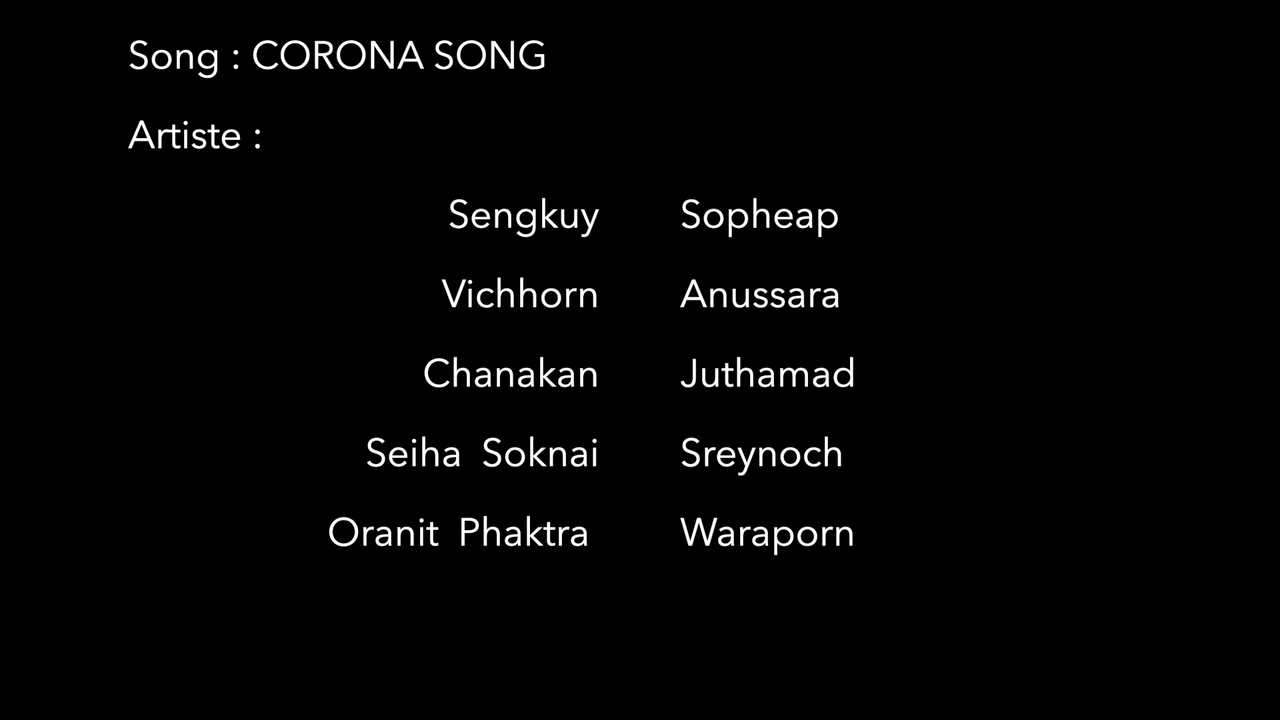 Song : CORONA SONG
Artiste :
Sengkuy Sopheap
Vichhorn Anussara
Chanakan Juthamad
Seiha Soknai Sreynoch
Oranit Phaktra Waraporn